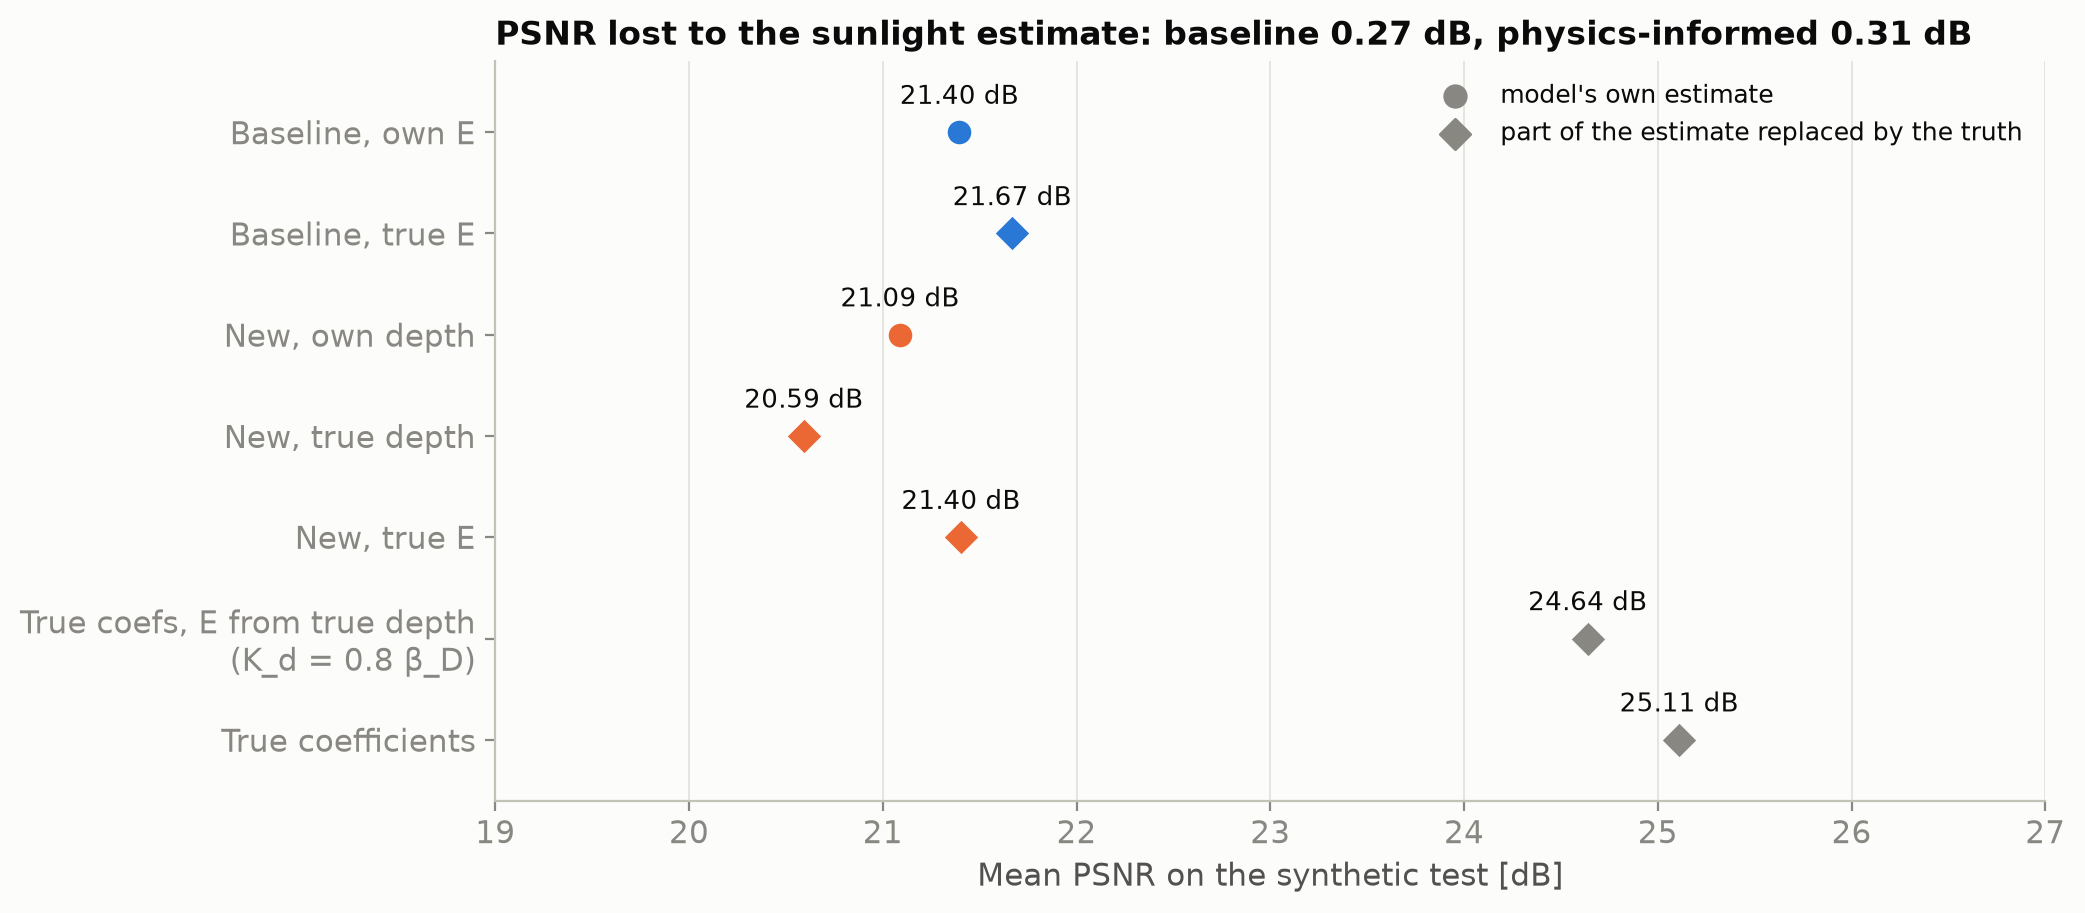 PSNR lost to the sunlight estimate: baseline 0.27 dB, physics-informed 0.31 dB
model's own estimate
part of the estimate replaced by the truth
Baseline, own E
21.40 dB
Baseline, true E
21.67 dB
New, own depth
21.09 dB
New, true depth
20.59 dB
New, true E
21.40 dB
True coefs, E from true depth
(K_d = 0.8 β_D)
24.64 dB
True coefficients
25.11 dB
19 20 21 22 23 24 25 26 27
Mean PSNR on the synthetic test [dB]